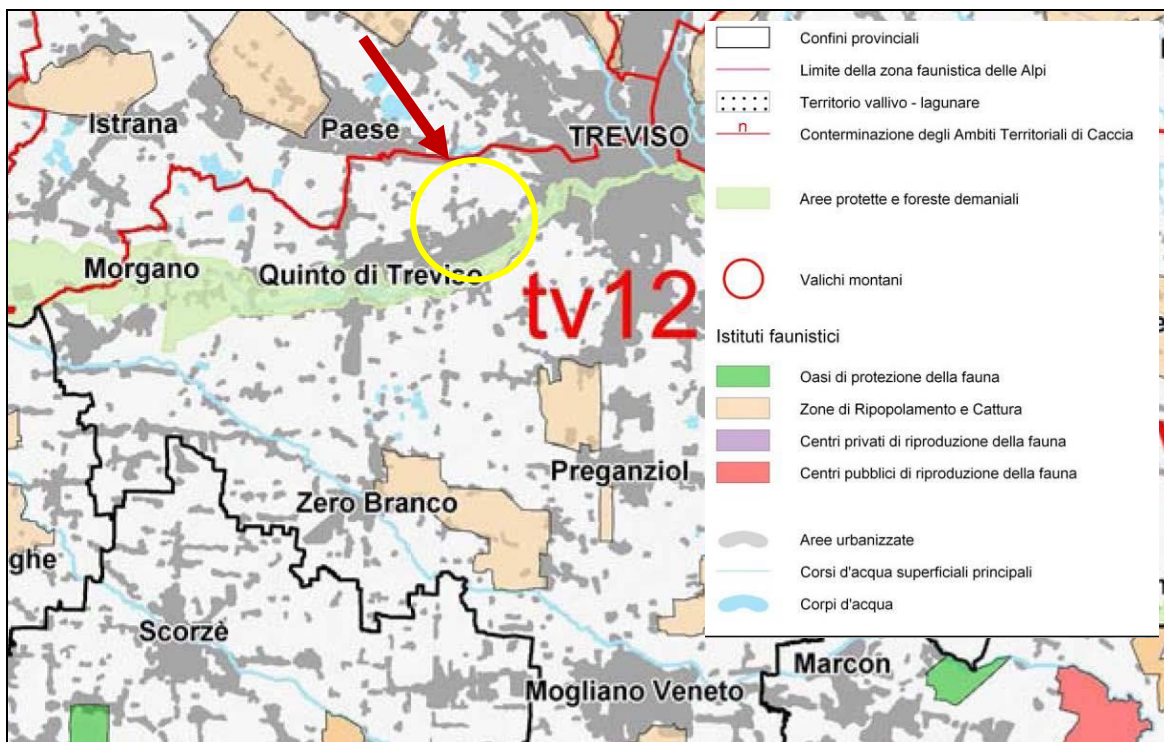 Istrana
Paese
TREVISO
Morgano
Quinto di Treviso
tv12
Preganziol
Zero Branco
ghe
Scorzè
Mogliano Veneto
Marcon
Confini provinciali
Limite della zona faunistica delle Alpi
Territorio vallivo - lagunare
n
Conterminazione degli Ambiti Territoriali di Caccia
Aree protette e foreste demaniali
Valichi montani
Istituti faunistici
Oasi di protezione della fauna
Zone di Ripopolamento e Cattura
Centri privati di riproduzione della fauna
Centri pubblici di riproduzione della fauna
Aree urbanizzate
Corsi d'acqua superficiali principali
Corpi d'acqua